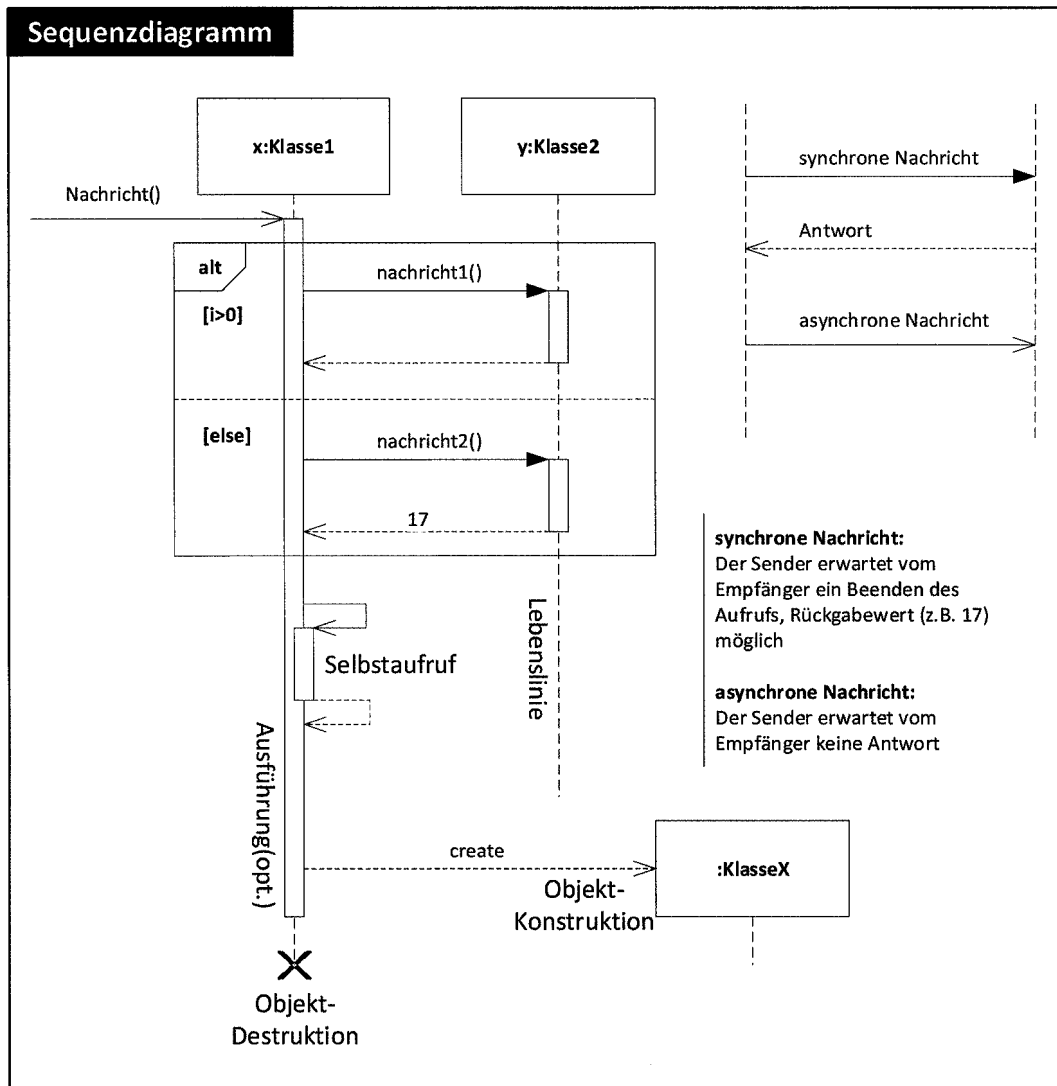 Sequenzdiagramm
x:Klasse1
y:Klasse2
synchrone Nachricht
Nachricht()
Antwort
alt
nachricht1()
[i>0]
asynchrone Nachricht
[else]
nachricht2()
17
synchrone Nachricht:
Der Sender erwartet vom
Empfänger ein Beenden des
Aufrufs, Rückgabewert (z.B. 17)
möglich
asynchrone Nachricht:
Der Sender erwartet vom
Empfänger keine Antwort
Lebenslinie
Selbstaufruf
Ausführung(opt.)
create
:KlasseX
Objekt-
Konstruktion
Objekt-
Destruktion